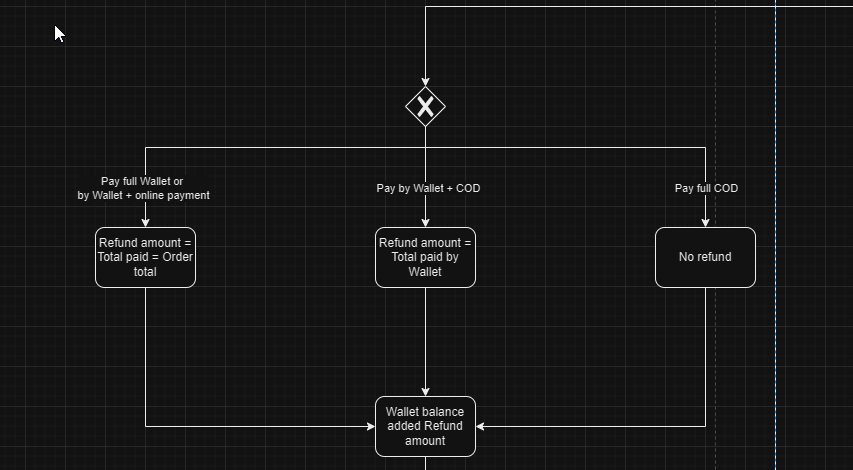 Pay full Wallet or
by Wallet + online payment
Pay by Wallet + COD
Pay full COD
Refund amount =
Total paid = Order
total
Refund amount =
Total paid by
Wallet
No refund
Wallet balance
added Refund
amount